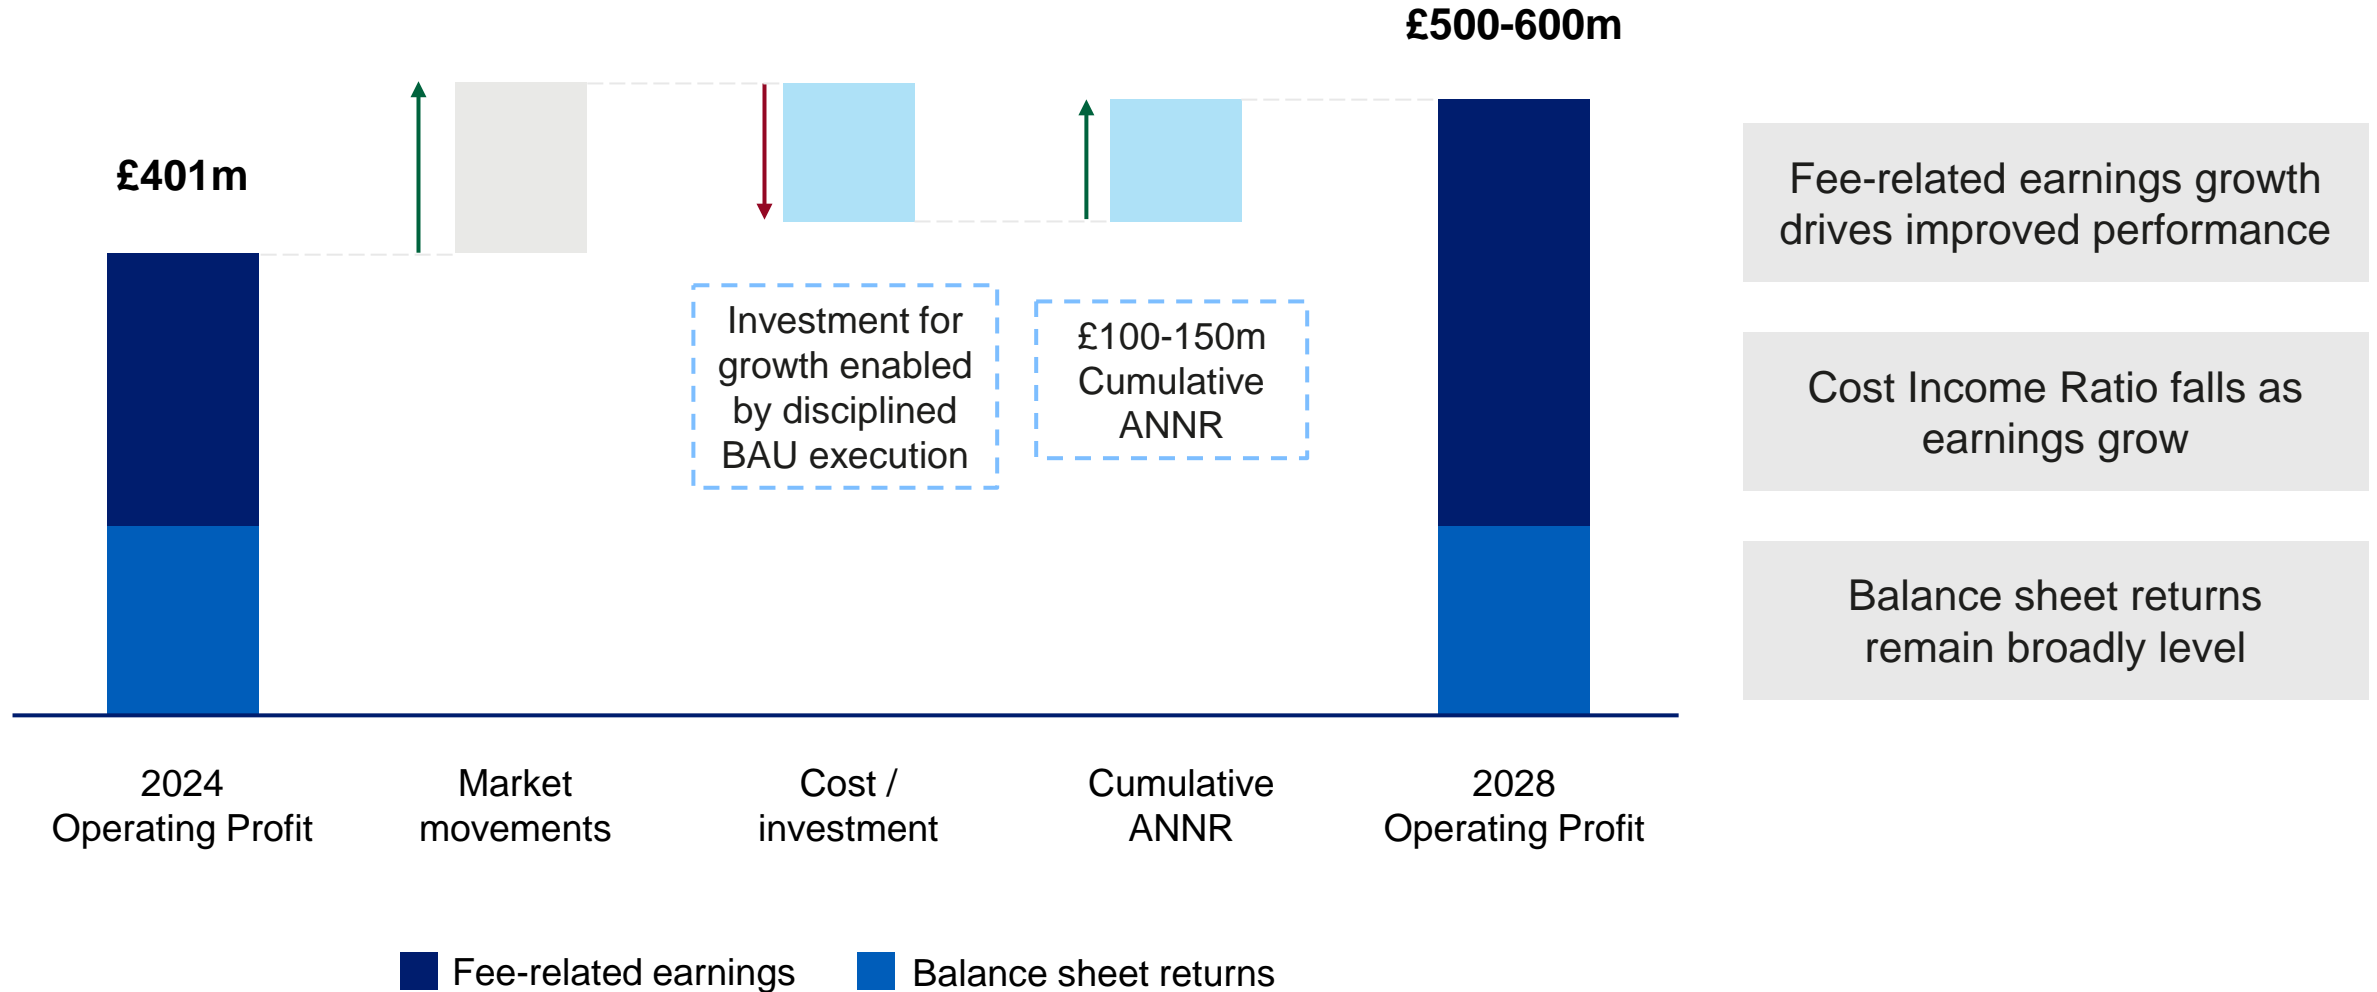 £500-600m
£401m
Investment for
growth enabled
by disciplined
BAU execution
£100-150m
Cumulative
ANNR
2024
Operating Profit
Market
movements
Cost /
investment
Cumulative
ANNR
2028
Operating Profit
Fee-related earnings
Balance sheet returns
Fee-related earnings growth
drives improved performance
Cost Income Ratio falls as
earnings grow
Balance sheet returns
remain broadly level